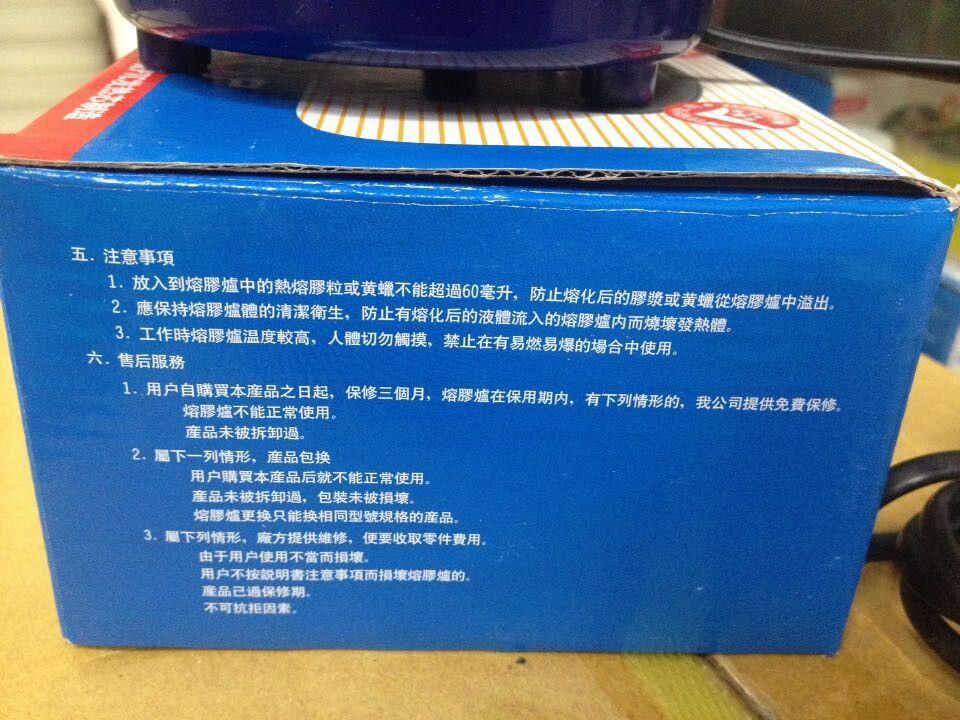 五. 注意事項
1. 放入到熔膠爐中的熱熔膠粒或黄蠟不能超過60毫升，防止熔化后的膠漿或黄蠟從熔膠爐中溢出。
2. 應保持熔膠爐體的清潔衛生，防止有熔化后的液體流入的熔膠爐内而燒壞發熱體。
3. 工作時熔膠爐温度較高，人體切勿觸摸，禁止在有易燃易爆的場合中使用。
六. 售后服務
1. 用户自購買本産品之日起，保修三個月，熔膠爐在保用期内，有下列情形的，我公司提供免費保修。
熔膠爐不能正常使用。
産品未被拆卸過。
2. 屬下一列情形，産品包换
用户購買本産品后就不能正常使用。
産品未被拆卸過，包裝未被損壞。
熔膠爐更换只能换相同型號規格的産品。
3. 屬下列情形，廠方提供維修，便要收取零件費用。
由于用户使用不當而損壞。
用户不按説明書注意事項而損壞熔膠爐的。
産品已過保修期。
不可抗拒因素。